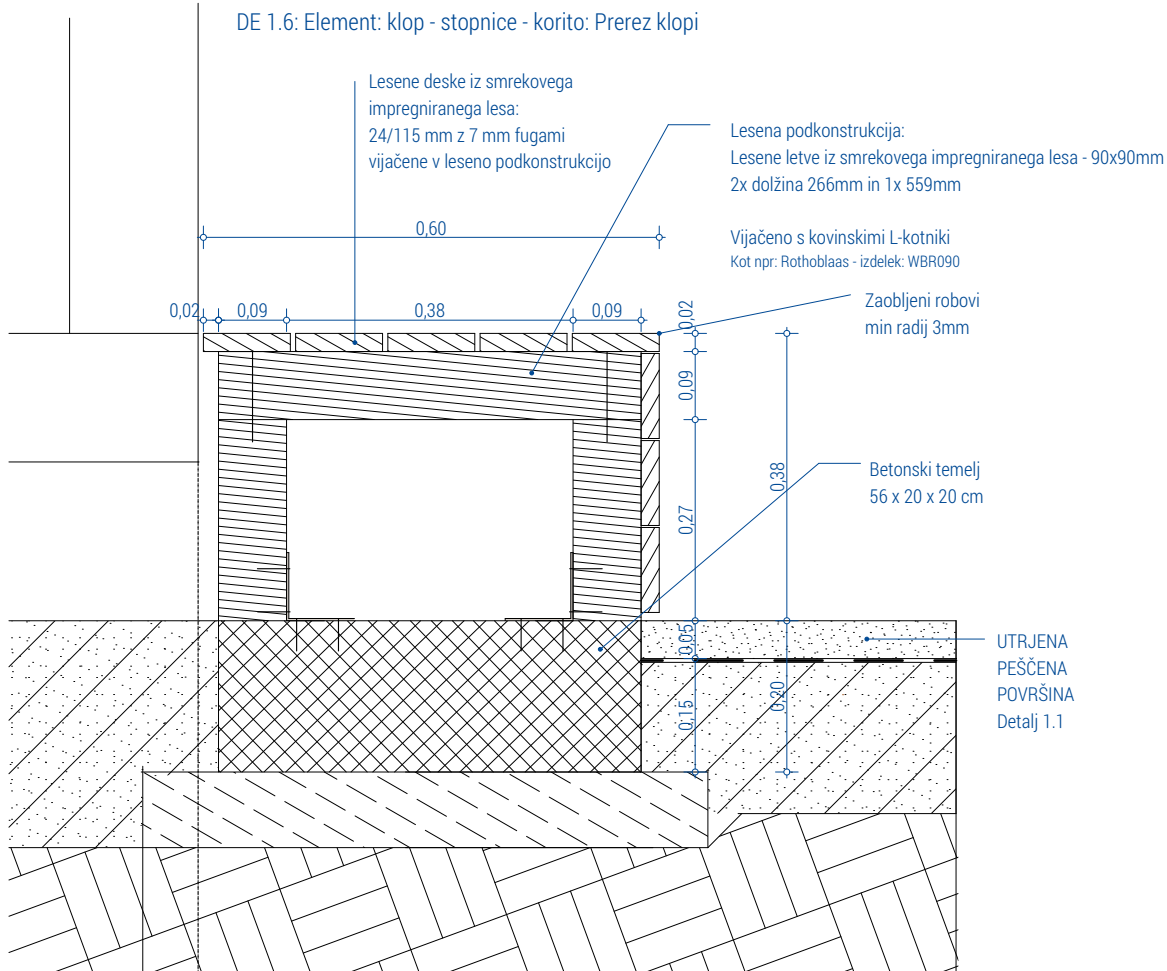 DE 1.6: Element: klop - stopnice - korito: Prerez klopi
Lesene deske iz smrekovega
impregniranega lesa:
24/115 mm z 7 mm fugami
vijačene v leseno podkonstrukcijo
Lesena podkonstrukcija:
Lesene letve iz smrekovega impregniranega lesa - 90x90mm
2x dolžina 266mm in 1x 559mm
Vijačeno s kovinskimi L-kotniki
Kot npr: Rothoblaas - izdelek: WBR090
Zaobljeni robovi
min radij 3mm
0,60
0,02
0,09
0,38
0,09
0,02
0,09
0,27
0,38
Betonski temelj
56 x 20 x 20 cm
0,05
0,15
0,20
UTRJENA
PEŠČENA
POVRŠINA
Detalj 1.1